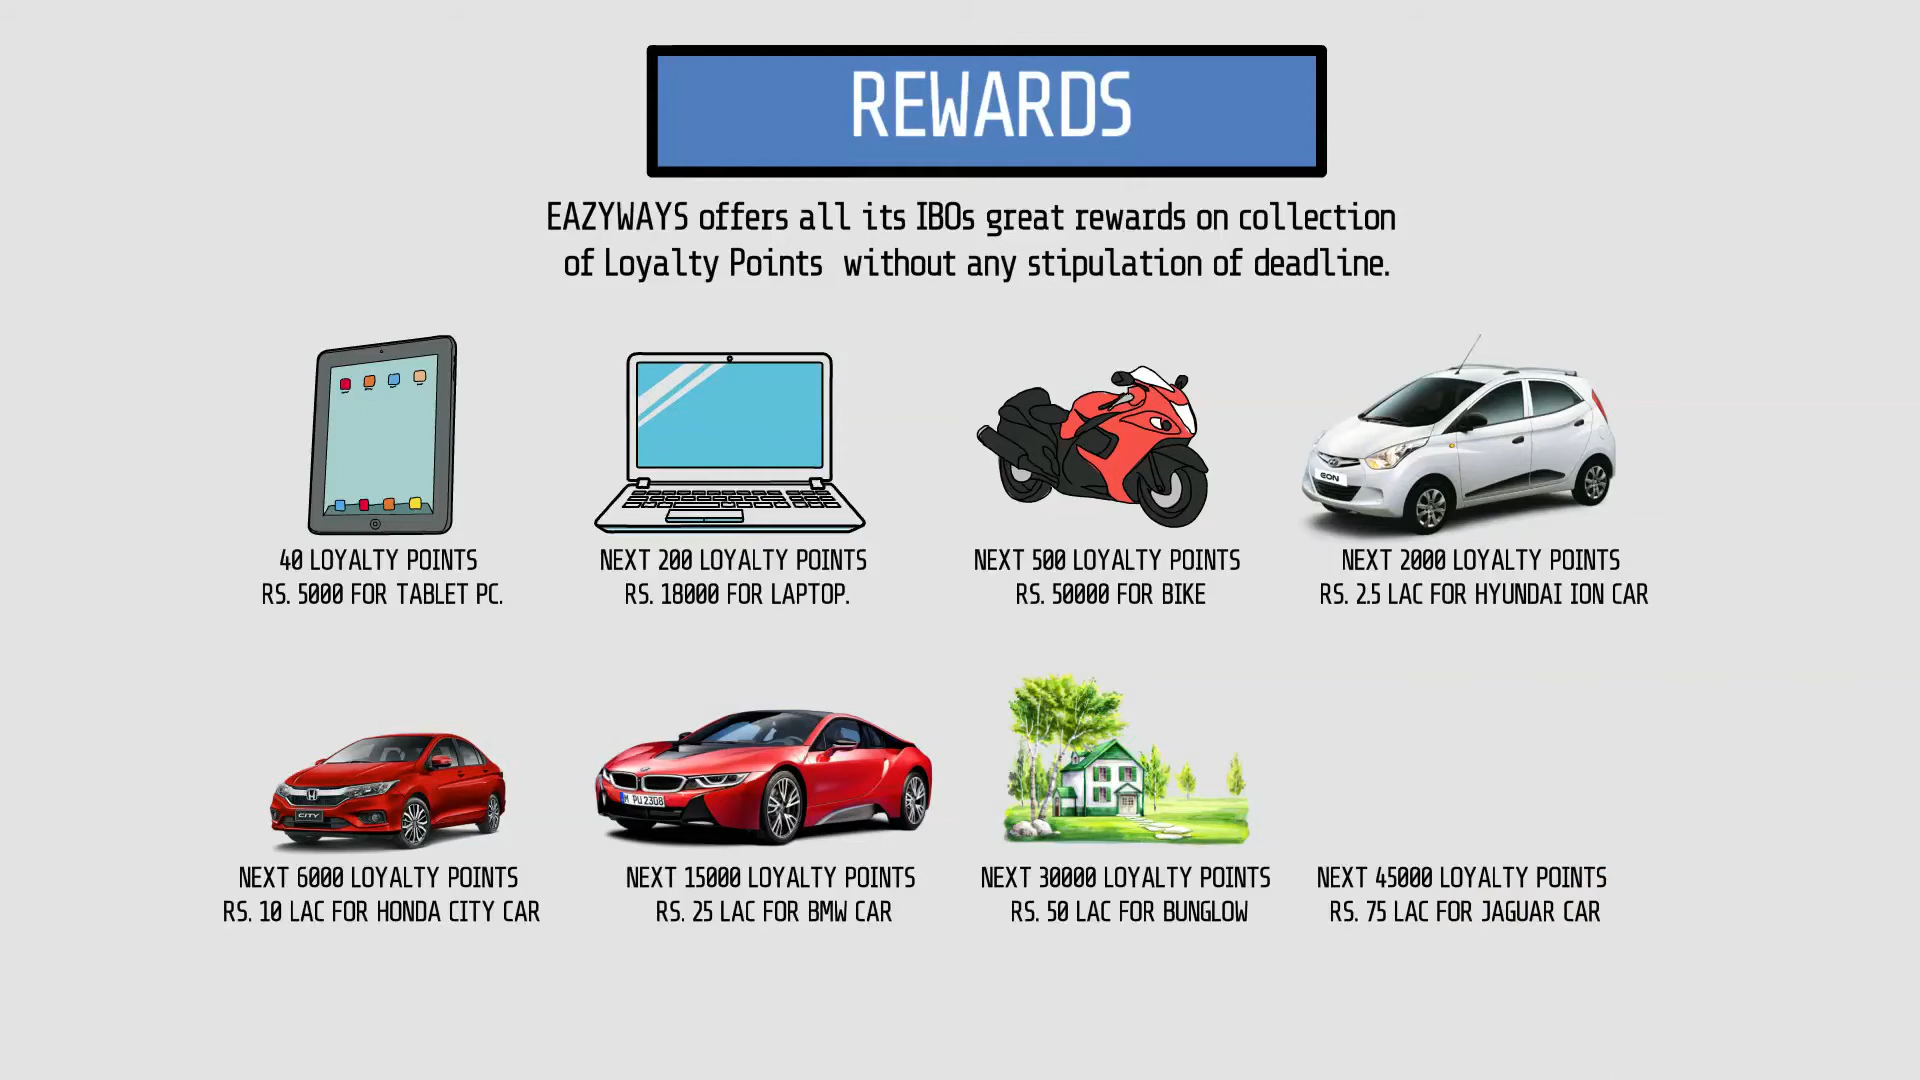 REWARDS
EAZYWAYS offers all its IBOs great rewards on collection
of Loyalty Points without any stipulation of deadline.
40 LOYALTY POINTS
RS. 5000 FOR TABLET PC.
NEXT 200 LOYALTY POINTS
RS. 18000 FOR LAPTOP.
NEXT 500 LOYALTY POINTS
RS. 50000 FOR BIKE
EON
NEXT 2000 LOYALTY POINTS
RS. 2.5 LAC FOR HYUNDAI ION CAR
CITY
NEXT 6000 LOYALTY POINTS
RS. 10 LAC FOR HONDA CITY CAR
M PU 2308
NEXT 15000 LOYALTY POINTS
RS. 25 LAC FOR BMW CAR
NEXT 30000 LOYALTY POINTS
RS. 50 LAC FOR BUNGLOW
NEXT 45000 LOYALTY POINTS
RS. 75 LAC FOR JAGUAR CAR